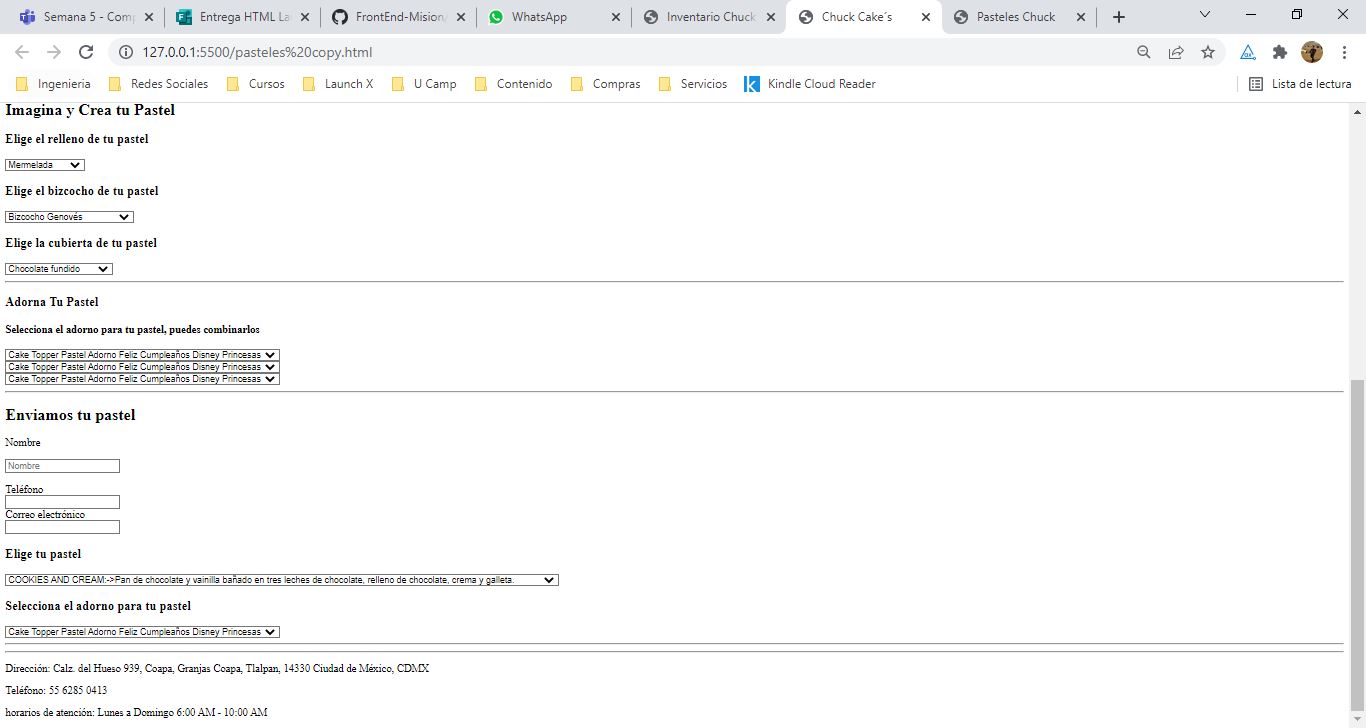 Semana 5 - Comp
Entrega HTML La
FrontEnd-Mision
WhatsApp
Inventario Chuck
Chuck Cake´s
Pasteles Chuck
127.0.0.1:5500/pasteles%20copy.html
Ingenieria
Redes Sociales
Cursos
Launch X
U Camp
Contenido
Compras
Servicios
Kindle Cloud Reader
Lista de lectura
Imagina y Crea tu Pastel
Elige el relleno de tu pastel
Mermelada
Elige el bizcocho de tu pastel
Bizcocho Genovés
Elige la cubierta de tu pastel
Chocolate fundido
Adorna Tu Pastel
Selecciona el adorno para tu pastel, puedes combinarlos
Cake Topper Pastel Adorno Feliz Cumpleaños Disney Princesas
Cake Topper Pastel Adorno Feliz Cumpleaños Disney Princesas
Cake Topper Pastel Adorno Feliz Cumpleaños Disney Princesas
Enviamos tu pastel
Nombre
Nombre
Teléfono
Correo electrónico
Elige tu pastel
COOKIES AND CREAM:->Pan de chocolate y vainilla bañado en tres leches de chocolate, relleno de chocolate, crema y galleta.
Selecciona el adorno para tu pastel
Cake Topper Pastel Adorno Feliz Cumpleaños Disney Princesas
Dirección: Calz. del Hueso 939, Coapa, Granjas Coapa, Tlalpan, 14330 Ciudad de México, CDMX
Teléfono: 55 6285 0413
horarios de atención: Lunes a Domingo 6:00 AM - 10:00 AM